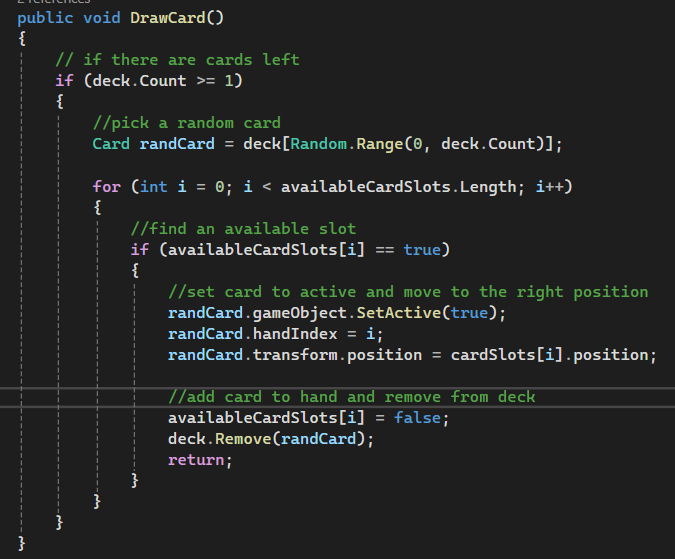 2 references
public void DrawCard()
{
// if there are cards left
if (deck.Count >= 1)
{
//pick a random card
Card randCard = deck[Random.Range(0, deck.Count)];
for (int i = 0; i < availableCardSlots.Length; i++)
{
//find an available slot
if (availableCardSlots[i] == true)
{
//set card to active and move to the right position
randCard.gameObject.SetActive(true);
randCard.handIndex = i;
randCard.transform.position = cardSlots[i].position;
//add card to hand and remove from deck
availableCardSlots[i] = false;
deck.Remove(randCard);
return;
}
}
}
}